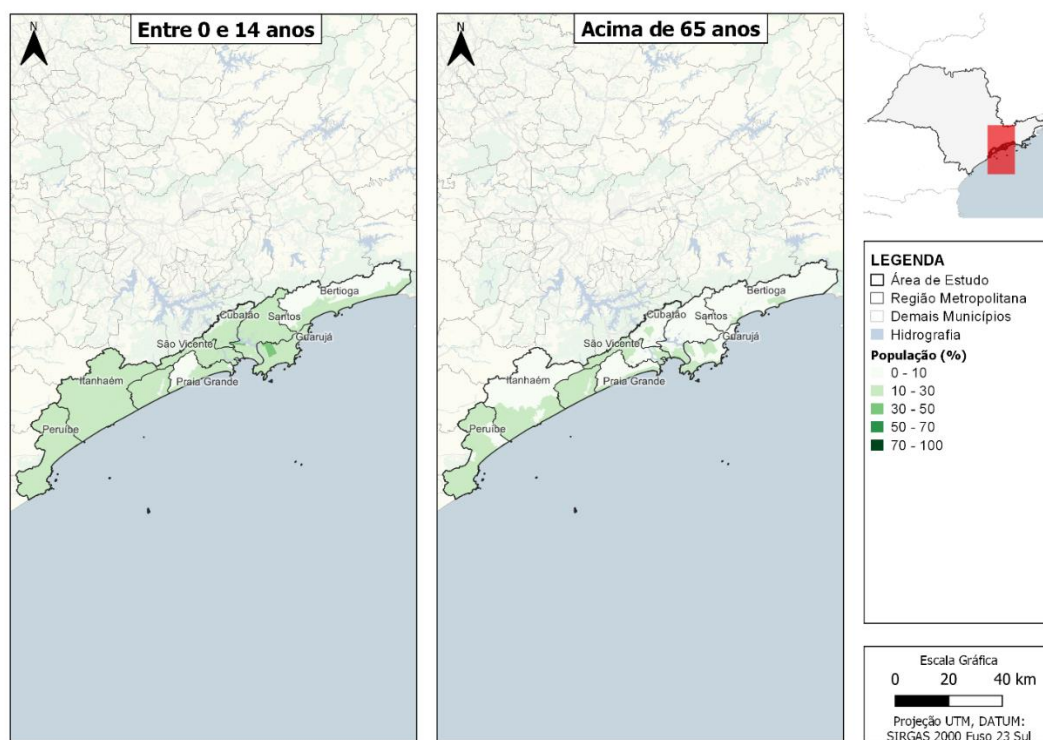 N
Entre 0 e 14 anos
Bertioga
Cubatão
Santos
Guarujá
São Vicente
Praia Grande
Itanhaém
Peruíbe
N
Acima de 65 anos
Bertioga
Cubatão
Santos
Guarujá
São Vicente
Praia Grande
Itanhaém
Peruíbe
LEGENDA
Área de Estudo
Região Metropolitana
Demais Municípios
Hidrografia
População (%)
0 - 10
10 - 30
30 - 50
50 - 70
70 - 100
Escala Gráfica
0 20 40 km
Projeção UTM, DATUM:
SIRGAS 2000 Fuso 23 Sul